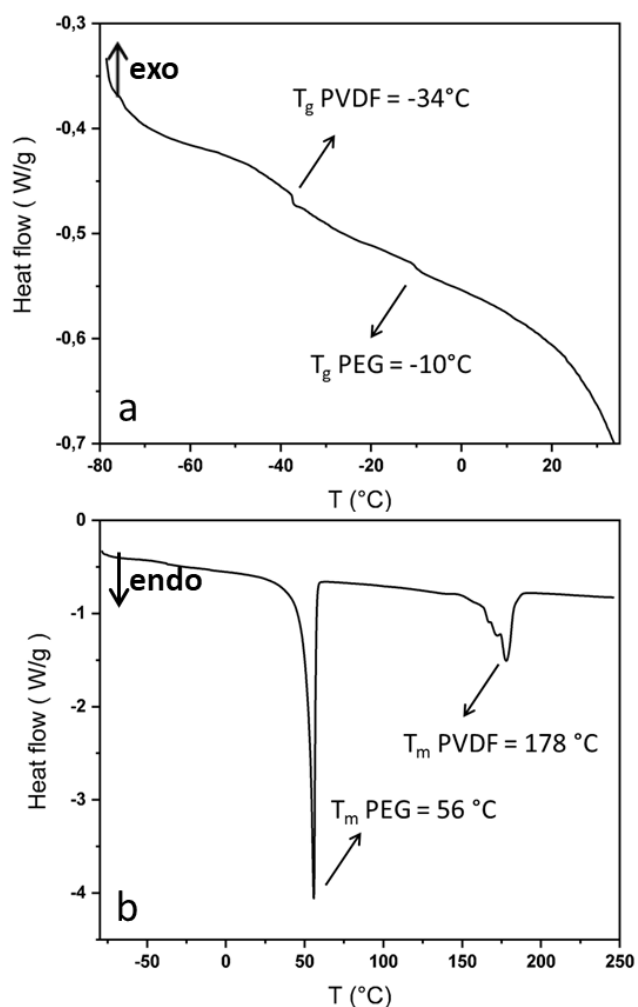 -0,3
exo
T_g PVDF = -34°C
-0,4
Heat flow ( W/g)
-0,5
-0,6
T_g PEG = -10°C
a
-0,7
-80 -60 -40 -20 0 20
T (°C)
0
endo
-1
Heat flow ( W/g)
-2
T_m PVDF = 178 °C
-3
T_m PEG = 56 °C
-4
b
-50 0 50 100 150 200 250
T (°C)